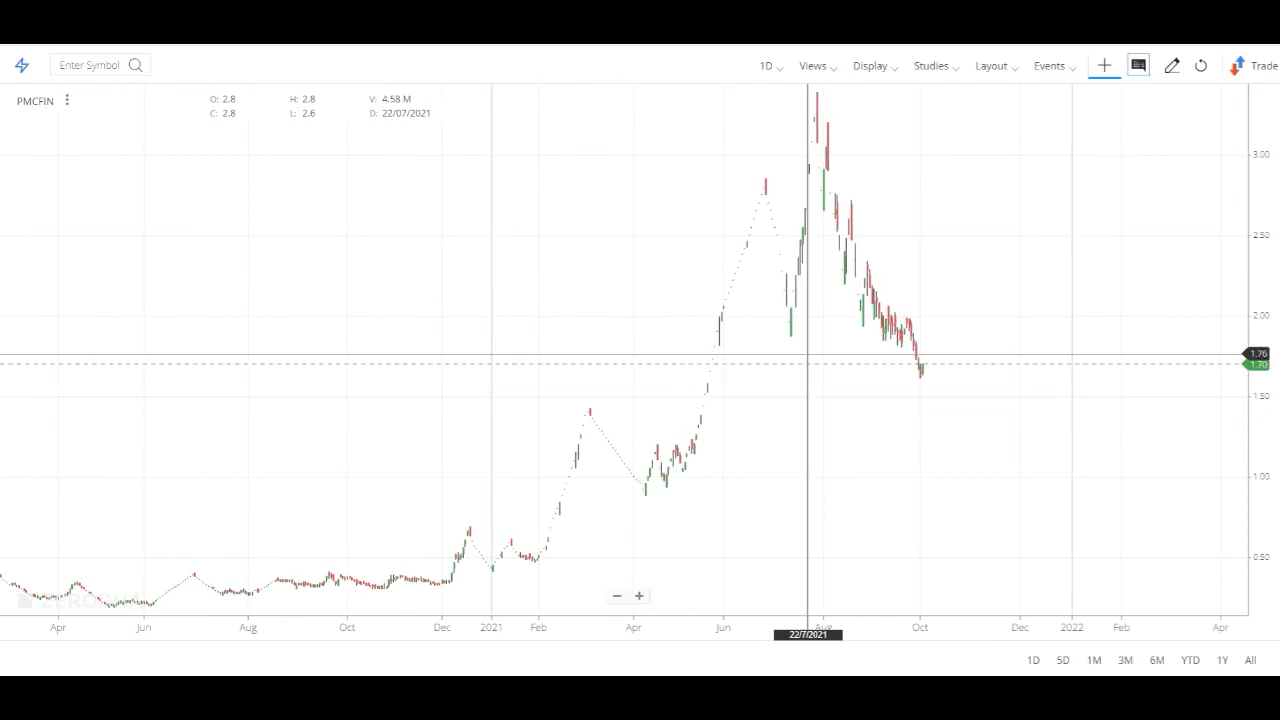 Enter Symbol 1D Views Display Studies Layout Events Trade
PMCFIN O: 2.8 H: 2.8 V: 4.58 M
C: 2.8 L: 2.6 D: 22/07/2021
3.00
2.50
2.00
1.76
1.70
1.50
1.00
0.50
Apr Jun Aug Oct Dec 2021 Feb Apr Jun Aug Oct Dec 2022 Feb Apr
22/7/2021
1D 5D 1M 3M 6M YTD 1Y All